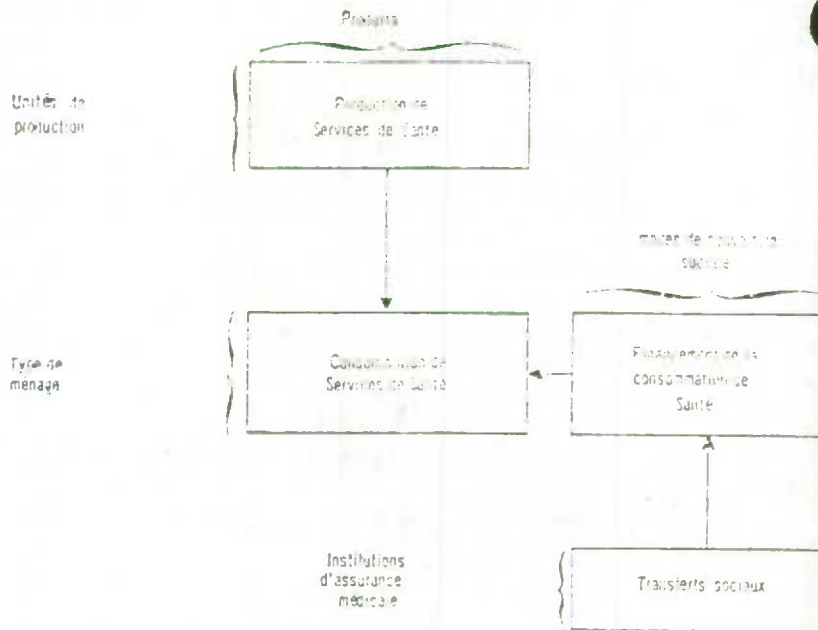 Produits
Unités de
production
Production de
Services de Santé
modes de couverture
sociale
Type de
ménage
Consommation de
Services de Santé
Financement de la
consommation de
Santé
Institutions
d'assurance
médicale
Transferts sociaux